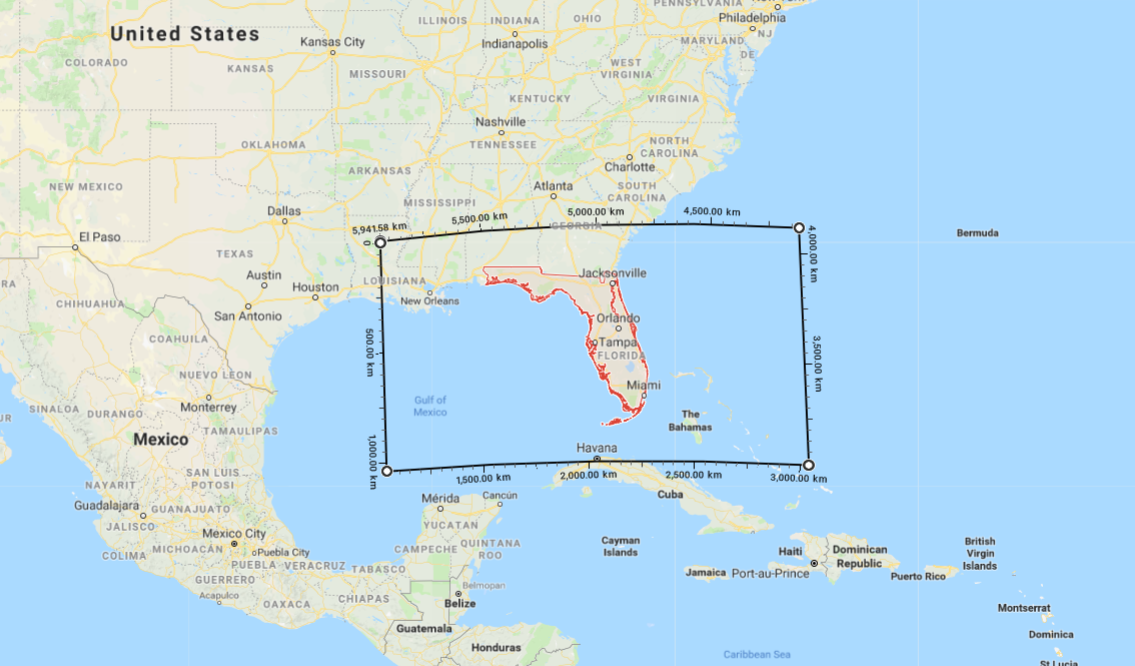 PENNSYLVANIA
Philadelphia
United States
ILLINOIS
INDIANA
OHIO
NJ
Kansas City
Indianapolis
MARYLAND
DE
COLORADO
KANSAS
MISSOURI
WEST
VIRGINIA
KENTUCKY
VIRGINIA
Nashville
TENNESSEE
NORTH
CAROLINA
OKLAHOMA
ARKANSAS
Charlotte
NEW MEXICO
Atlanta
SOUTH
CAROLINA
MISSISSIPPI
Dallas
5,941.58 km
0
5,500.00 km
5,000.00 km
4,500.00 km
4,000.00 km
GEORGIA
El Paso
Bermuda
TEXAS
Austin
Houston
LOUISIANA
Jacksonville
New Orleans
CHIHUAHUA
San Antonio
Orlando
COAHUILA
500.00 km
Tampa
FLORIDA
3,500.00 km
NUEVO LEON
Miami
Monterrey
SINALOA
DURANGO
Gulf of
Mexico
The
Bahamas
Mexico
TAMAULIPAS
1,000.00 km
Havana
1,500.00 km
2,000.00 km
2,500.00 km
3,000.00 km
SAN LUIS
POTOSI
NAYARIT
Mérida
Cancún
Cuba
Guadalajara
GUANAJUATO
JALISCO
YUCATAN
Mexico City
Cayman
Islands
COLIMA
MICHOACÁN
Puebla City
CAMPECHE
QUINTANA
ROO
Haiti
Dominican
Republic
British
Virgin
Islands
PUEBLA
VERACRUZ
TABASCO
Jamaica
Port-au-Prince
Puerto Rico
GUERRERO
Acapulco
OAXACA
CHIAPAS
Belmopan
Belize
Montserrat
Guatemala
Dominica
Honduras
Caribbean Sea
St Lucia